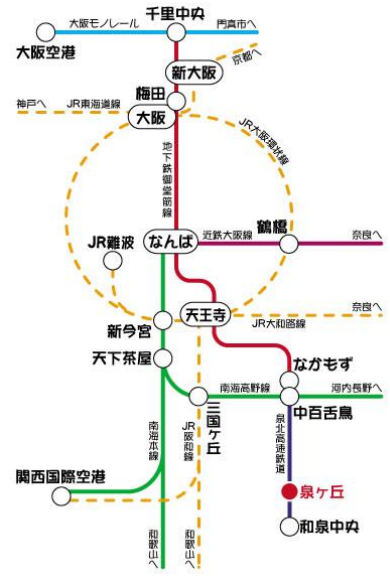 千里中央
大阪モノレール
門真市へ
大阪空港
新大阪
京都へ
梅田
神戸へ
JR東海道線
大阪
JR大阪環状線
地下鉄御堂筋線
鶴橋
なんば
近鉄大阪線
奈良へ
JR難波
天王寺
奈良へ
JR大和路線
新今宮
天下茶屋
なかもず
南海高野線
河内長野へ
中百舌鳥
三国ヶ丘
南海本線
JR阪和線
泉北高速鉄道
関西国際空港
泉ヶ丘
和泉中央
和歌山へ
和歌山へ